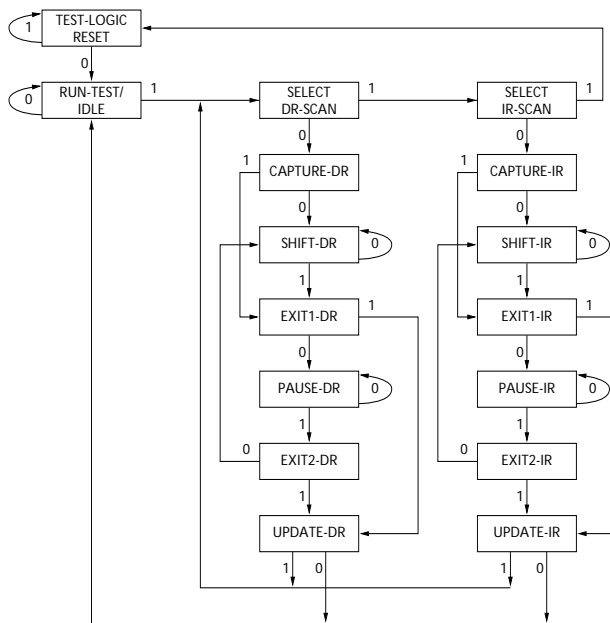 1
TEST-LOGIC
RESET
0
0
RUN-TEST/
IDLE
1
SELECT
DR-SCAN
1
SELECT
IR-SCAN
1
0
0
1
CAPTURE-DR
1
CAPTURE-IR
0
0
SHIFT-DR
0
SHIFT-IR
0
1
1
EXIT1-DR
1
EXIT1-IR
1
0
0
PAUSE-DR
0
PAUSE-IR
0
1
1
0
EXIT2-DR
0
EXIT2-IR
1
1
UPDATE-DR
UPDATE-IR
1
0
1
0